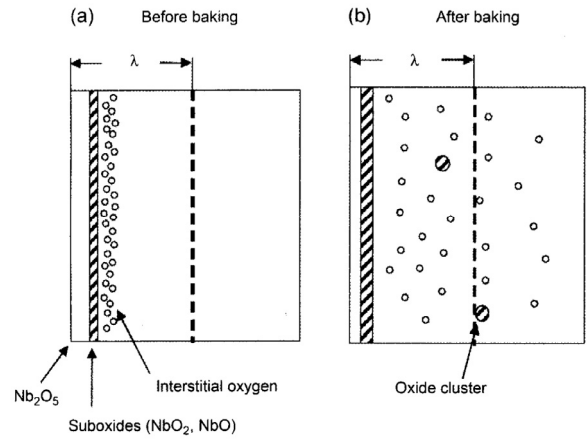 (a) Before baking
λ
Nb₂O₅
Interstitial oxygen
Suboxides (NbO₂, NbO)
(b) After baking
λ
Oxide cluster